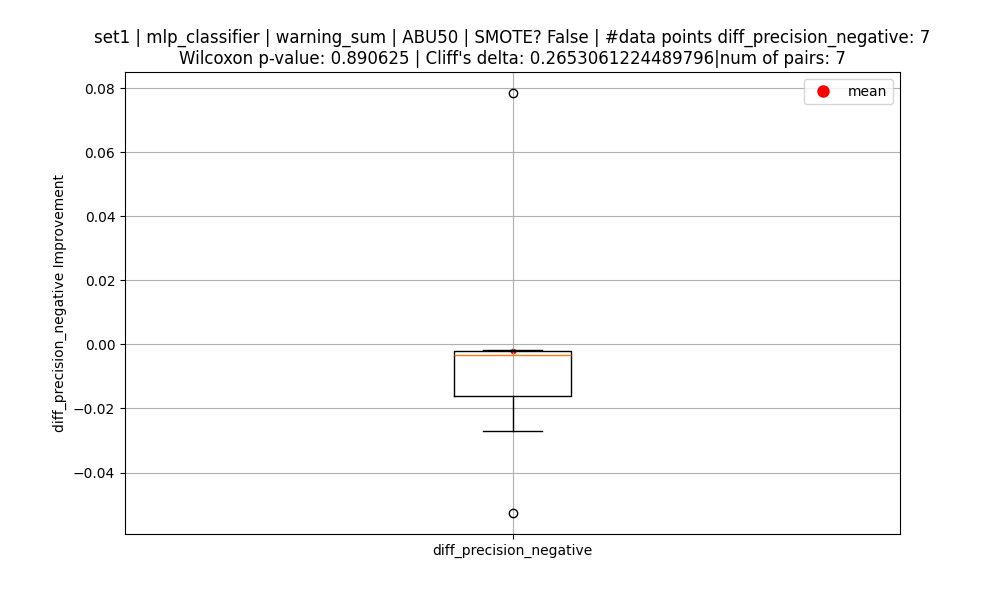 set1 | mlp_classifier | warning_sum | ABU50 | SMOTE? False | #data points diff_precision_negative: 7
Wilcoxon p-value: 0.890625 | Cliff's delta: 0.2653061224489796|num of pairs: 7
mean
0.08
0.06
0.04
0.02
0.00
−0.02
−0.04
diff_precision_negative Improvement
diff_precision_negative